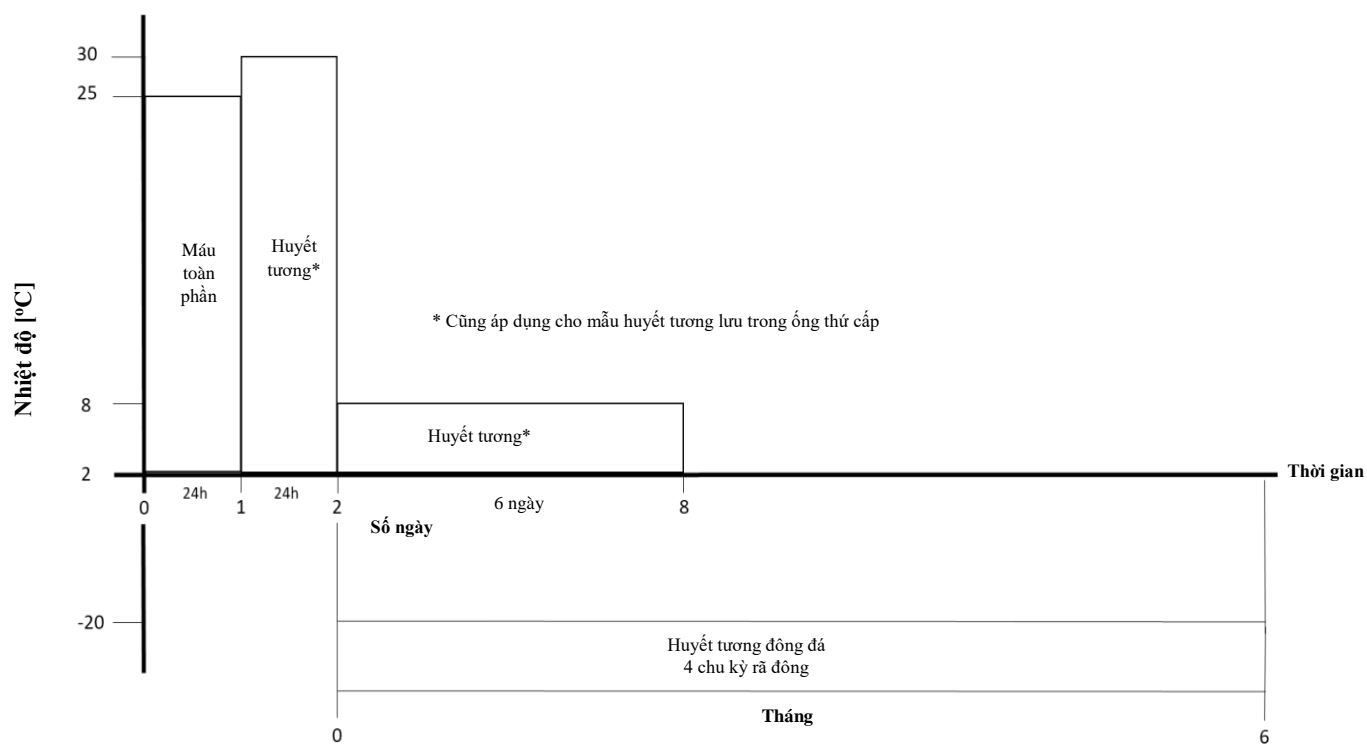 30
25
Nhiệt độ [°C]
Máu
toàn
phần
Huyết
tương*
* Cũng áp dụng cho mẫu huyết tương lưu trong ống thứ cấp
8
Huyết tương*
2
Thời gian
24h
24h
6 ngày
0
1
2
8
Số ngày
-20
Huyết tương đông đá
4 chu kỳ rã đông
Tháng
0
6